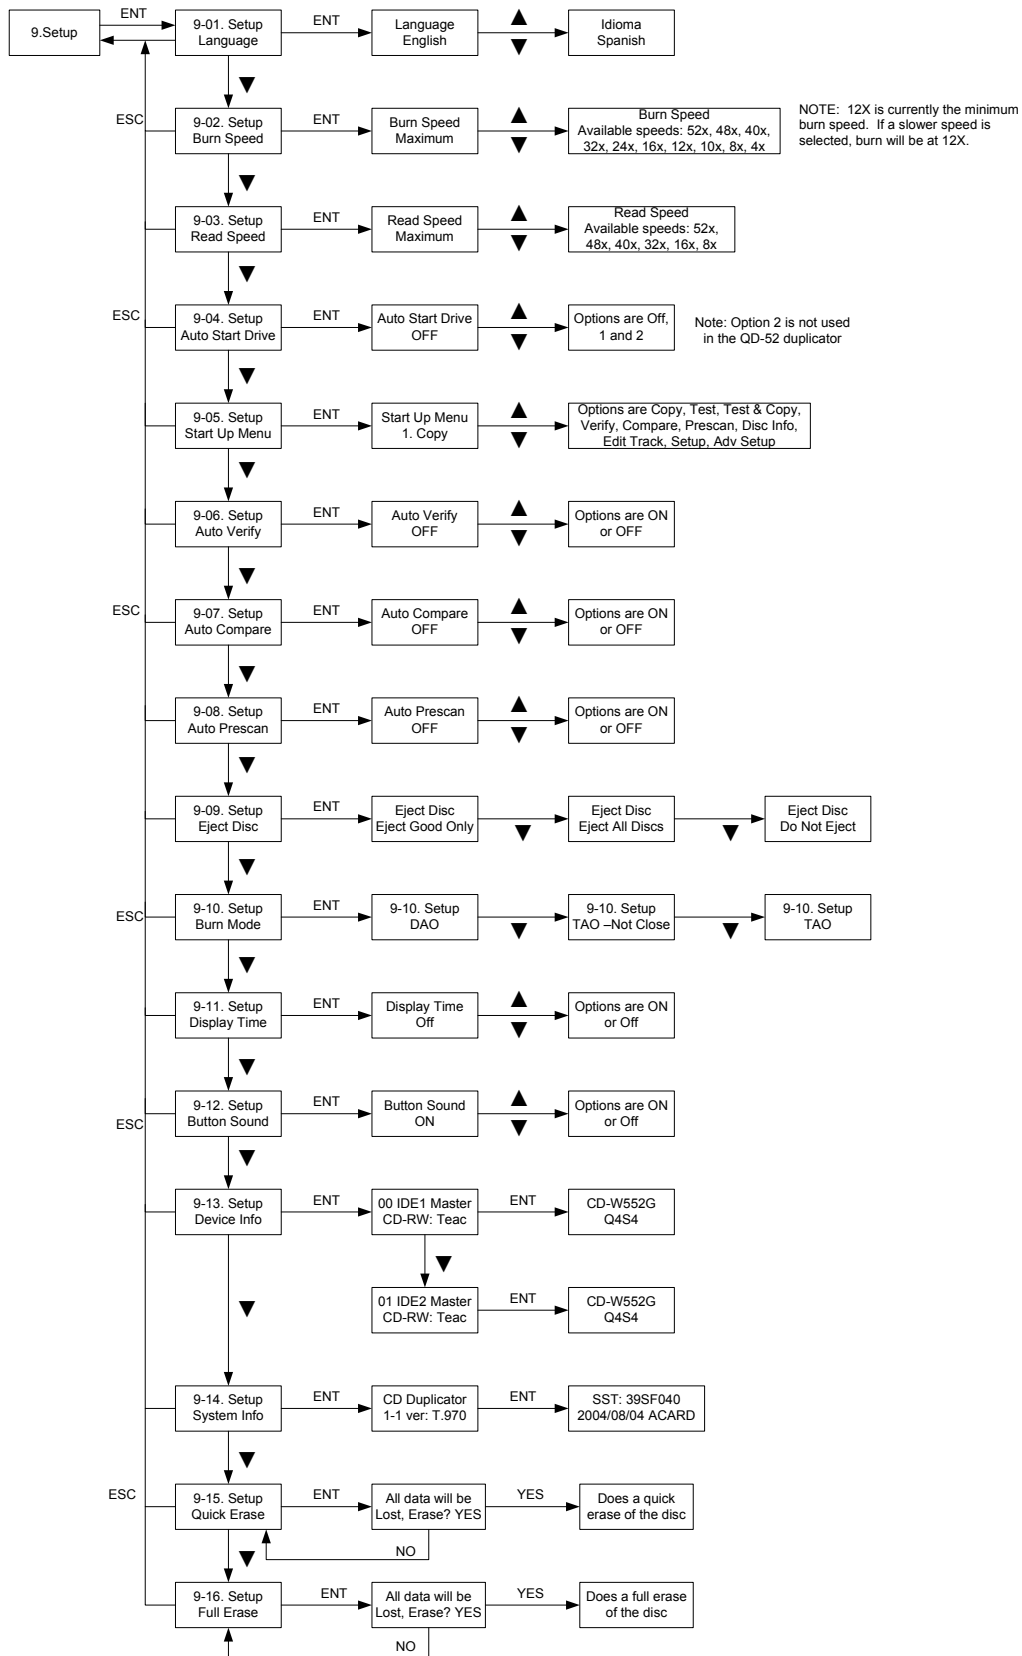 9.Setup
ENT
9-01. Setup
Language
ENT
Language
English
Idioma
Spanish
ESC
9-02. Setup
Burn Speed
ENT
Burn Speed
Maximum
Burn Speed
Available speeds: 52x, 48x, 40x,
32x, 24x, 16x, 12x, 10x, 8x, 4x
NOTE: 12X is currently the minimum
burn speed. If a slower speed is
selected, burn will be at 12X.
9-03. Setup
Read Speed
ENT
Read Speed
Maximum
Read Speed
Available speeds: 52x,
48x, 40x, 32x, 16x, 8x
ESC
9-04. Setup
Auto Start Drive
ENT
Auto Start Drive
OFF
Options are Off,
1 and 2
Note: Option 2 is not used
in the QD-52 duplicator
9-05. Setup
Start Up Menu
ENT
Start Up Menu
1. Copy
Options are Copy, Test, Test & Copy,
Verify, Compare, Prescan, Disc Info,
Edit Track, Setup, Adv Setup
9-06. Setup
Auto Verify
ENT
Auto Verify
OFF
Options are ON
or OFF
ESC
9-07. Setup
Auto Compare
ENT
Auto Compare
OFF
Options are ON
or OFF
9-08. Setup
Auto Prescan
ENT
Auto Prescan
OFF
Options are ON
or OFF
9-09. Setup
Eject Disc
ENT
Eject Disc
Eject Good Only
Eject Disc
Eject All Discs
Eject Disc
Do Not Eject
ESC
9-10. Setup
Burn Mode
ENT
9-10. Setup
DAO
9-10. Setup
TAO –Not Close
9-10. Setup
TAO
9-11. Setup
Display Time
ENT
Display Time
Off
Options are ON
or Off
ESC
9-12. Setup
Button Sound
ENT
Button Sound
ON
Options are ON
or Off
9-13. Setup
Device Info
ENT
00 IDE1 Master
CD-RW: Teac
ENT
CD-W552G
Q4S4
01 IDE2 Master
CD-RW: Teac
ENT
CD-W552G
Q4S4
9-14. Setup
System Info
ENT
CD Duplicator
1-1 ver: T.970
ENT
SST: 39SF040
2004/08/04 ACARD
ESC
9-15. Setup
Quick Erase
ENT
All data will be
Lost, Erase? YES
YES
Does a quick
erase of the disc
NO
9-16. Setup
Full Erase
ENT
All data will be
Lost, Erase? YES
YES
Does a full erase
of the disc
NO